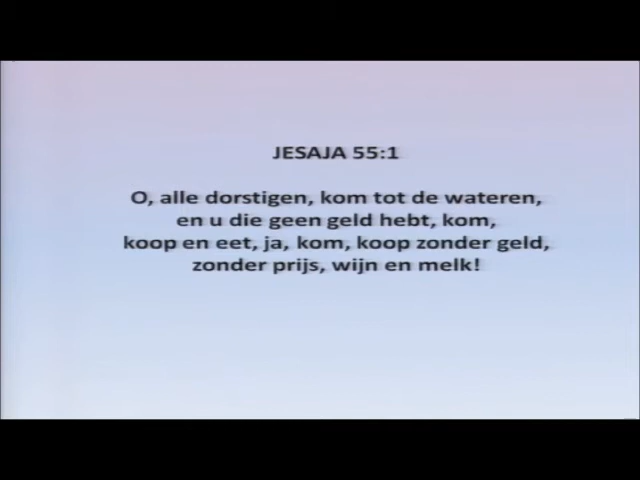 JESAJA 55:1
O, alle dorstigen, kom tot de wateren,
en u die geen geld hebt, kom,
koop en eet, ja, kom, koop zonder geld,
zonder prijs, wijn en melk!